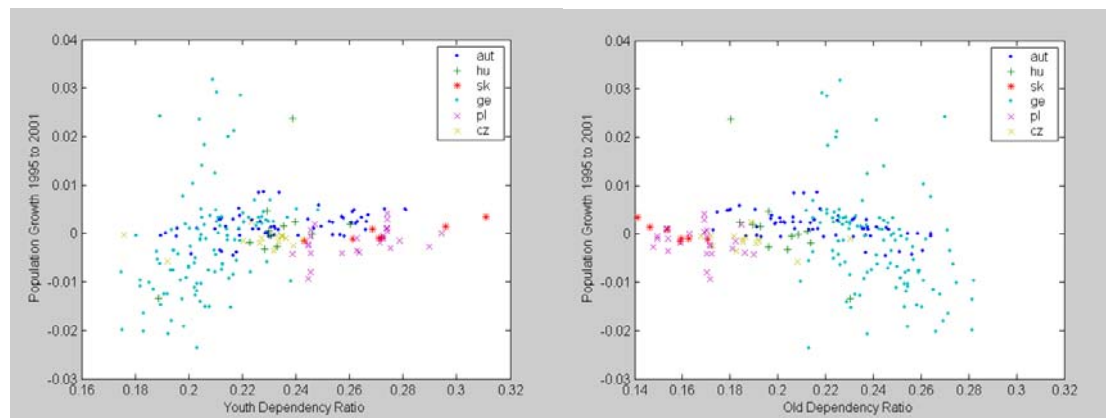 0.04
0.03
0.02
0.01
0
-0.01
-0.02
-0.03
Population Growth 1995 to 2001
aut
hu
sk
ge
pl
cz
0.16 0.18 0.2 0.22 0.24 0.26 0.28 0.3 0.32
Youth Dependency Ratio
0.04
0.03
0.02
0.01
0
-0.01
-0.02
-0.03
Population Growth 1995 to 2001
aut
hu
sk
ge
pl
cz
0.14 0.16 0.18 0.2 0.22 0.24 0.26 0.28 0.3 0.32
Old Dependency Ratio